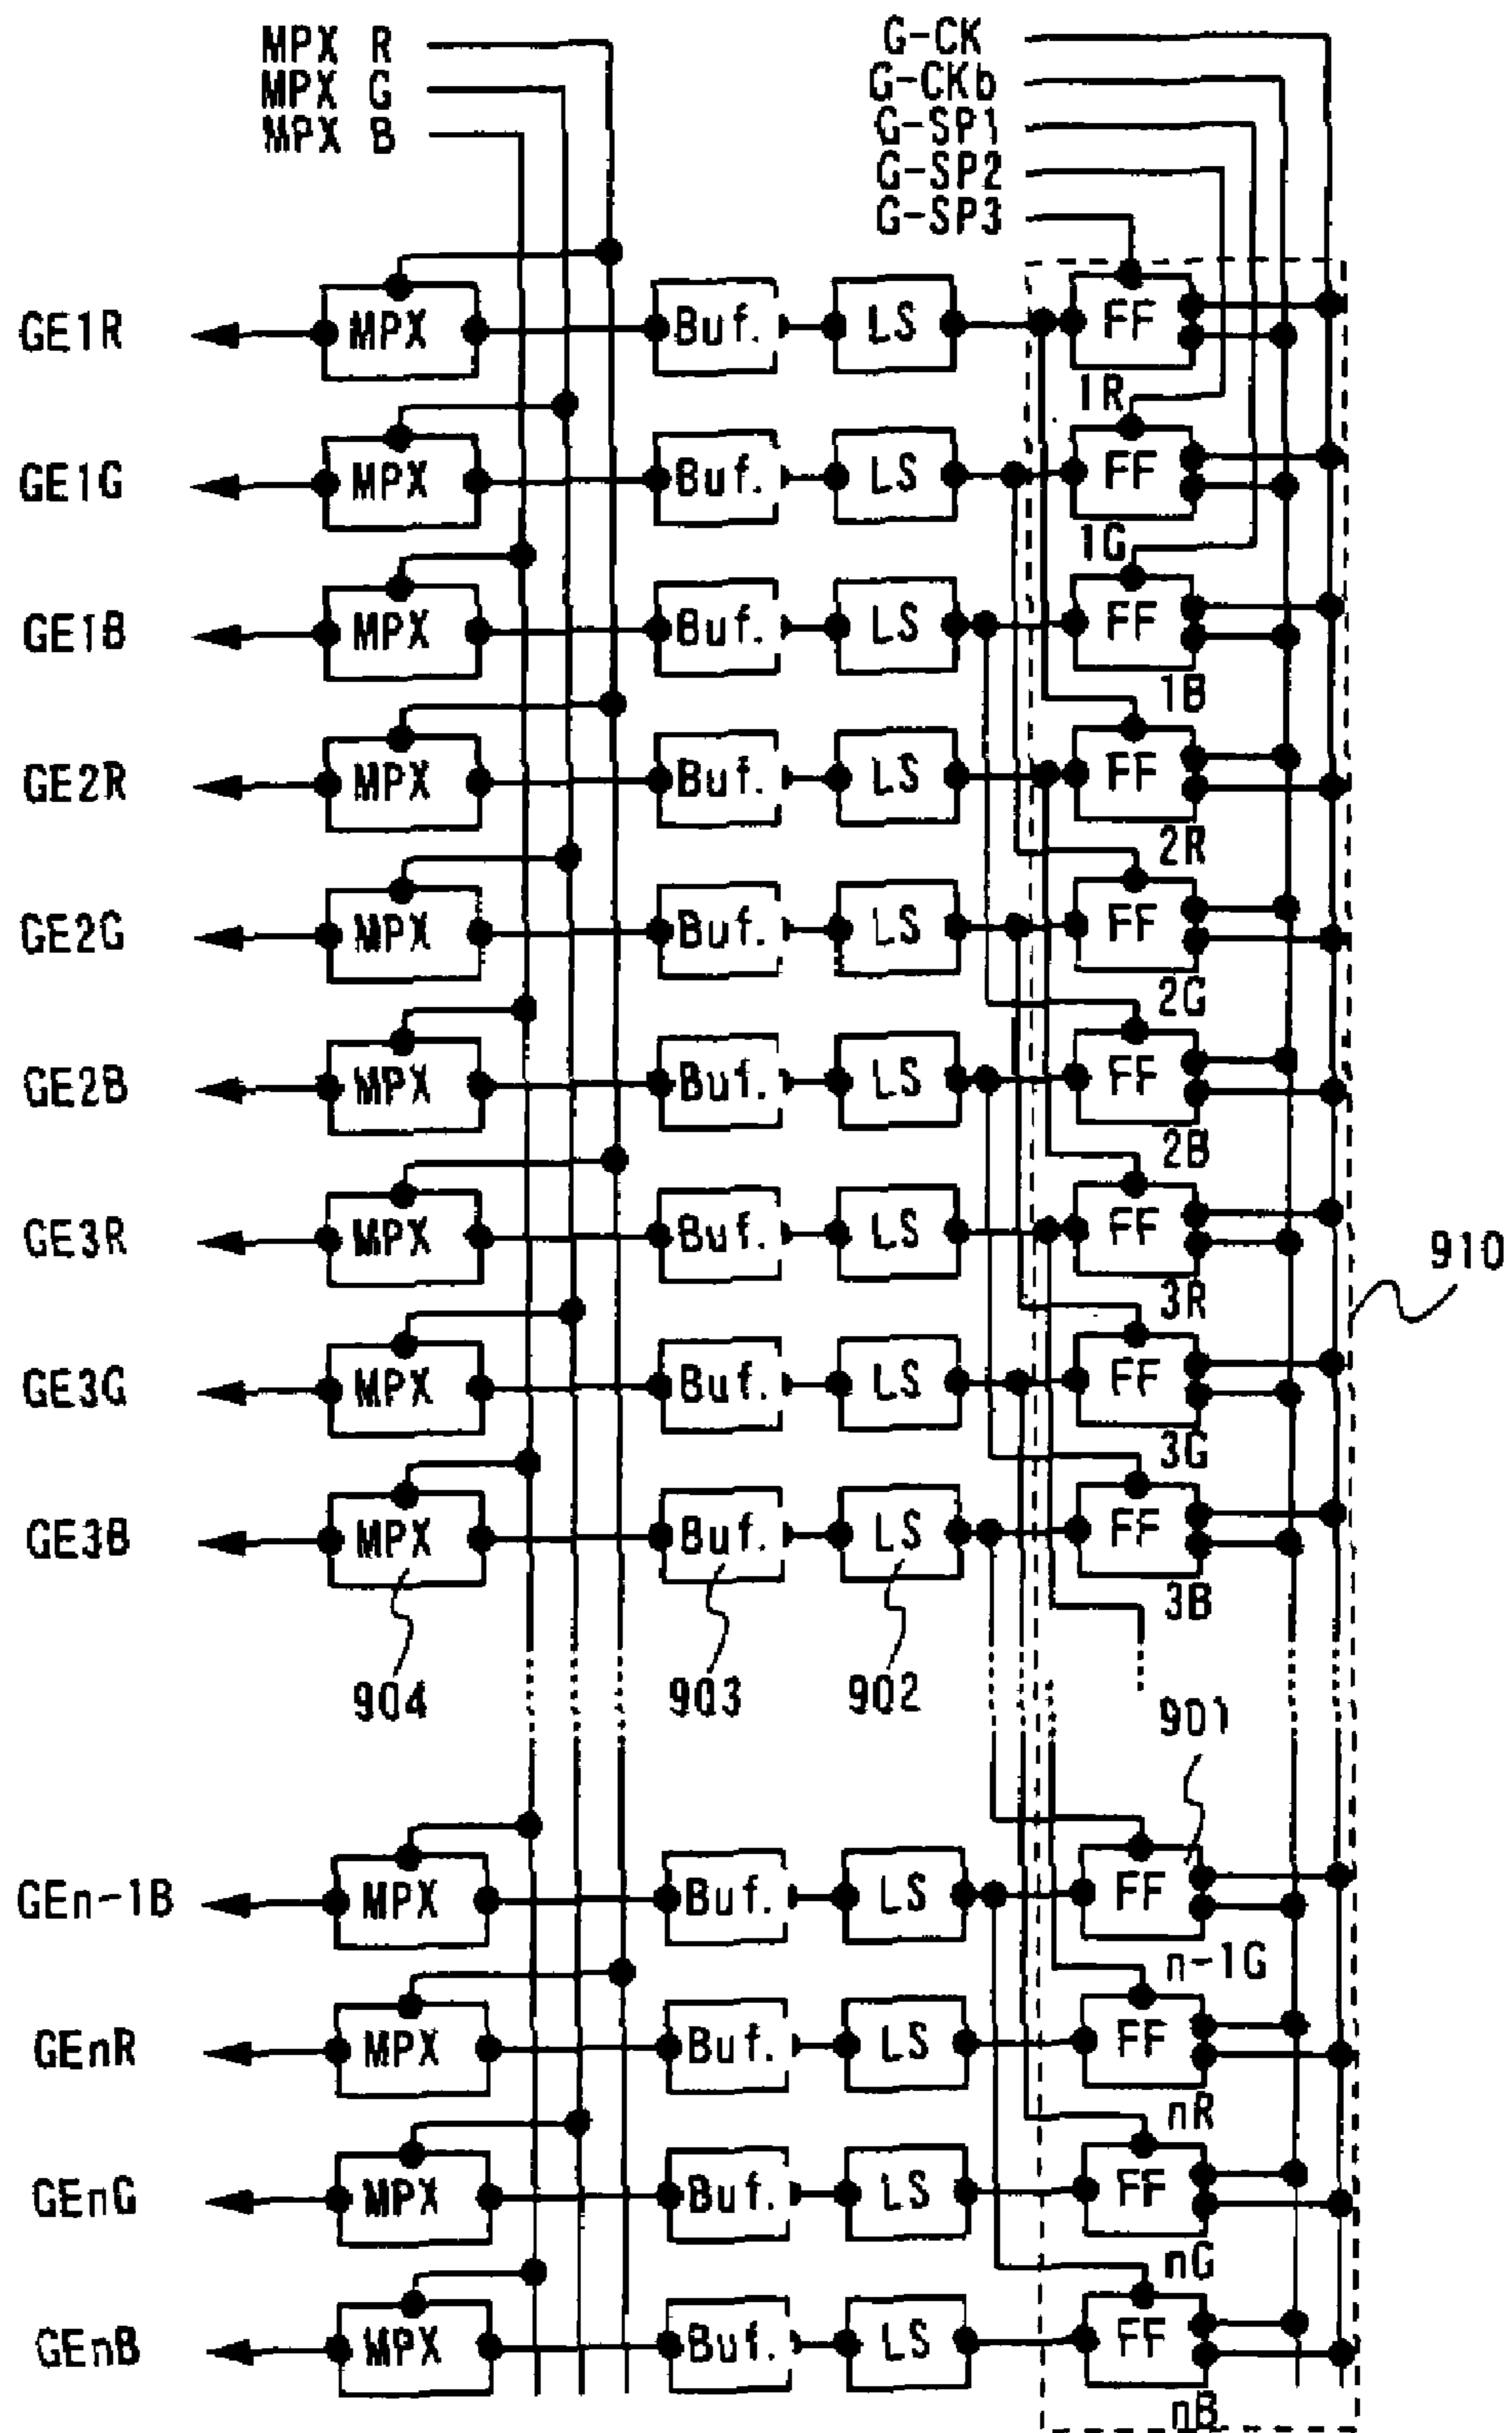 MPX R
MPX G
MPX B
G-CK
G-CKb
G-SP1
G-SP2
G-SP3
GE1R MPX Buf. LS FF
1R
GE1G MPX Buf. LS FF
1G
GE1B MPX Buf. LS FF
1B
GE2R MPX Buf. LS FF
2R
GE2G MPX Buf. LS FF
2G
GE2B MPX Buf. LS FF
2B
GE3R MPX Buf. LS FF
910
3R
GE3G MPX Buf. LS FF
3G
GE3B MPX Buf. LS FF
3B
904 903 902 901
GEn-1B MPX Buf. LS FF
n-1G
GEnR MPX Buf. LS FF
nR
GEnG MPX Buf. LS FF
nG
GEnB MPX Buf. LS FF
nB